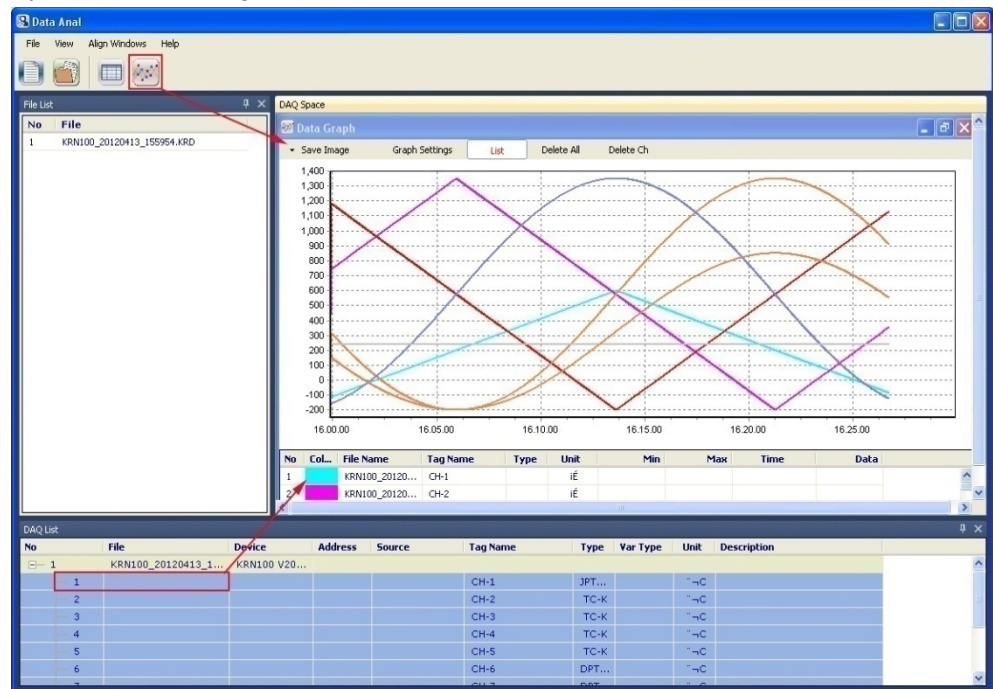 Data Anal
File View Align Windows Help
File List
No File
1 KRN100_20120413_155954.KRD
DAQ Space
Data Graph
Save Image Graph Settings List Delete All Delete Ch
1,400
1,300
1,200
1,100
1,000
900
800
700
600
500
400
300
200
100
0
-100
-200
16.00.00 16.05.00 16.10.00 16.15.00 16.20.00 16.25.00
No Col... File Name Tag Name Type Unit Min Max Time Data
1 KRN100_20120... CH-1 iÉ
2 KRN100_20120... CH-2 iÉ
DAQ List
No File Device Address Source Tag Name Type Var Type Unit Description
1 KRN100_20120413_1... KRN100 V20...
1 CH-1 JPT... ¨¬C
2 CH-2 TC-K ¨¬C
3 CH-3 TC-K ¨¬C
4 CH-4 TC-K ¨¬C
5 CH-5 TC-K ¨¬C
6 CH-6 DPT... ¨¬C